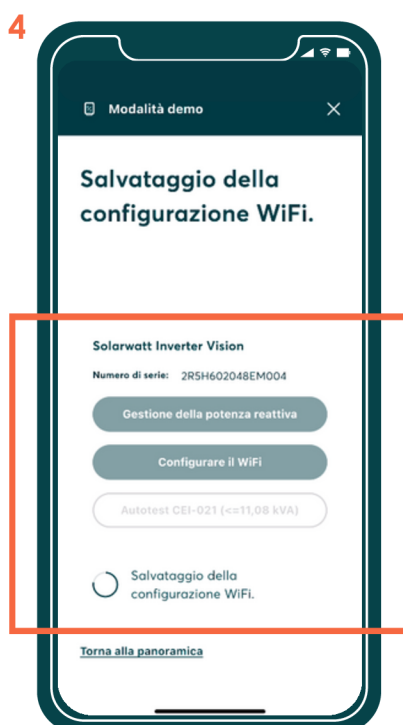 4
Modalità demo
Salvataggio della
configurazione WiFi.
Solarwatt Inverter Vision
Numero di serie: 2R5H602048EM004
Gestione della potenza reattiva
Configurare il WiFi
Autotest CEI-021 (<=11,08 kVA)
Salvataggio della
configurazione WiFi.
Torna alla panoramica